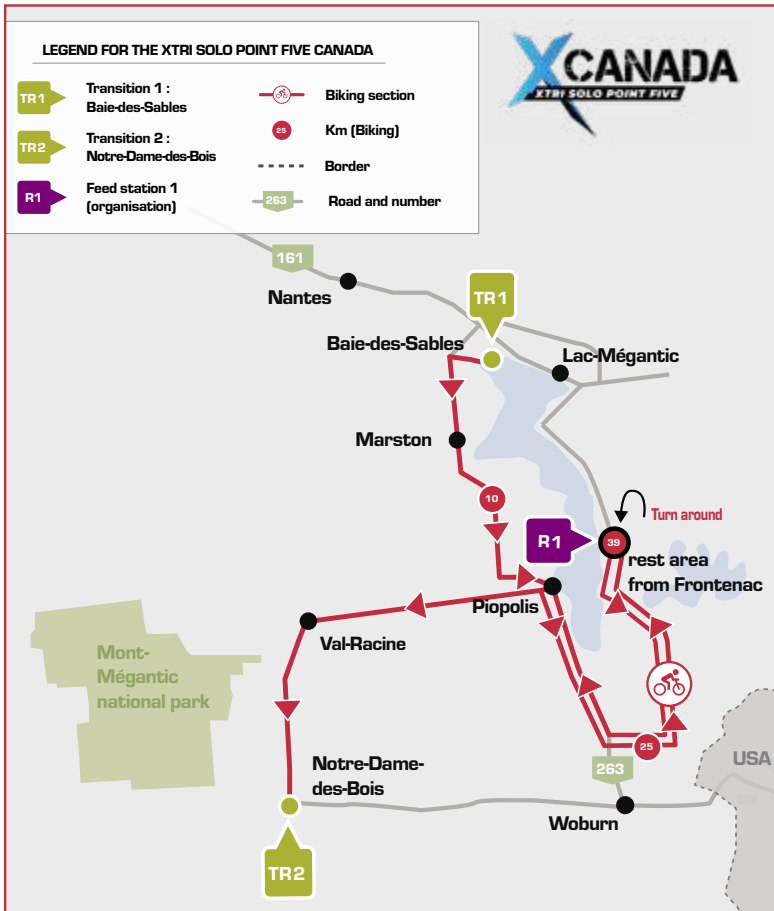 LEGEND FOR THE XTRI SOLO POINT FIVE CANADA
TR1
Transition 1 :
Baie-des-Sables
TR2
Transition 2 :
Notre-Dame-des-Bois
R1
Feed station 1
(organisation)
Biking section
25
Km (Biking)
Border
263
Road and number
XCANADA
XTRI SOLO POINT FIVE
161
Nantes
TR1
Baie-des-Sables
Lac-Mégantic
Marston
10
Turn around
R1
39
rest area
from Frontenac
Piopolis
Val-Racine
Mont-
Mégantic
national park
25
263
USA
Notre-Dame-
des-Bois
Woburn
TR2